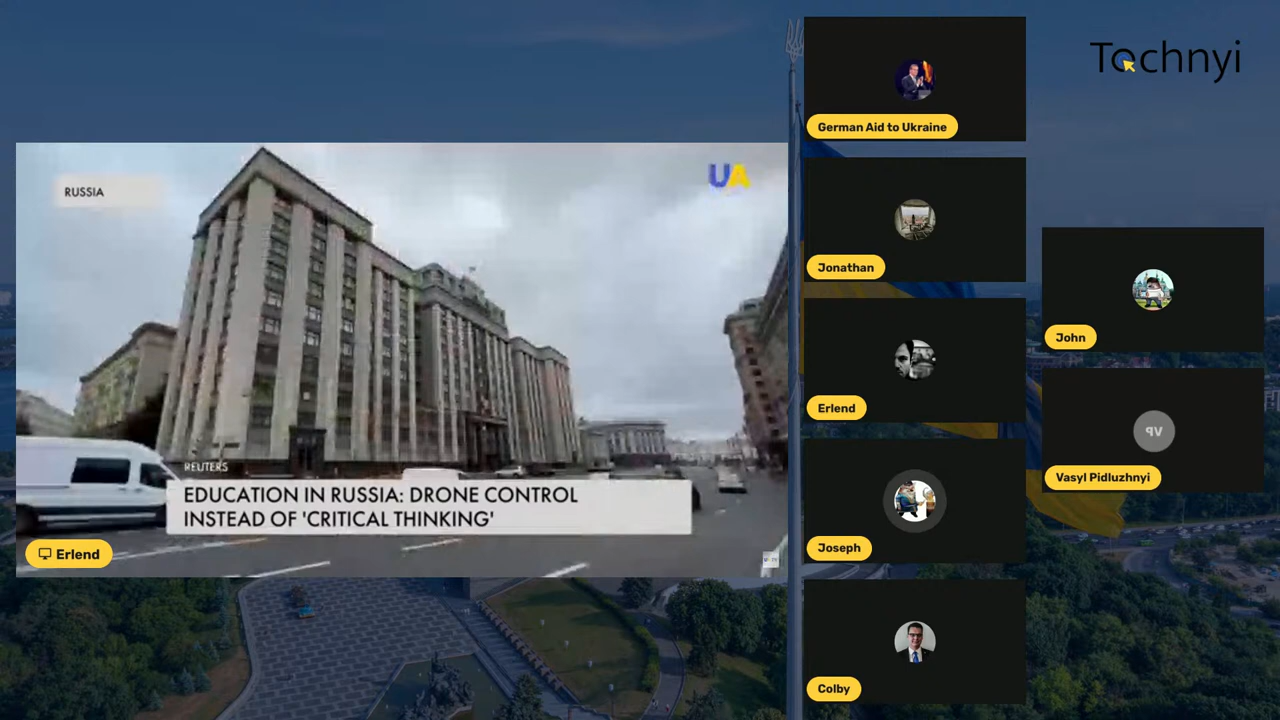 Tochnyi
German Aid to Ukraine
RUSSIA
UA
Jonathan
John
Erlend
REUTERS
EDUCATION IN RUSSIA: DRONE CONTROL
INSTEAD OF 'CRITICAL THINKING'
VP
Vasyl Pidluzhnyi
Erlend
Joseph
Colby